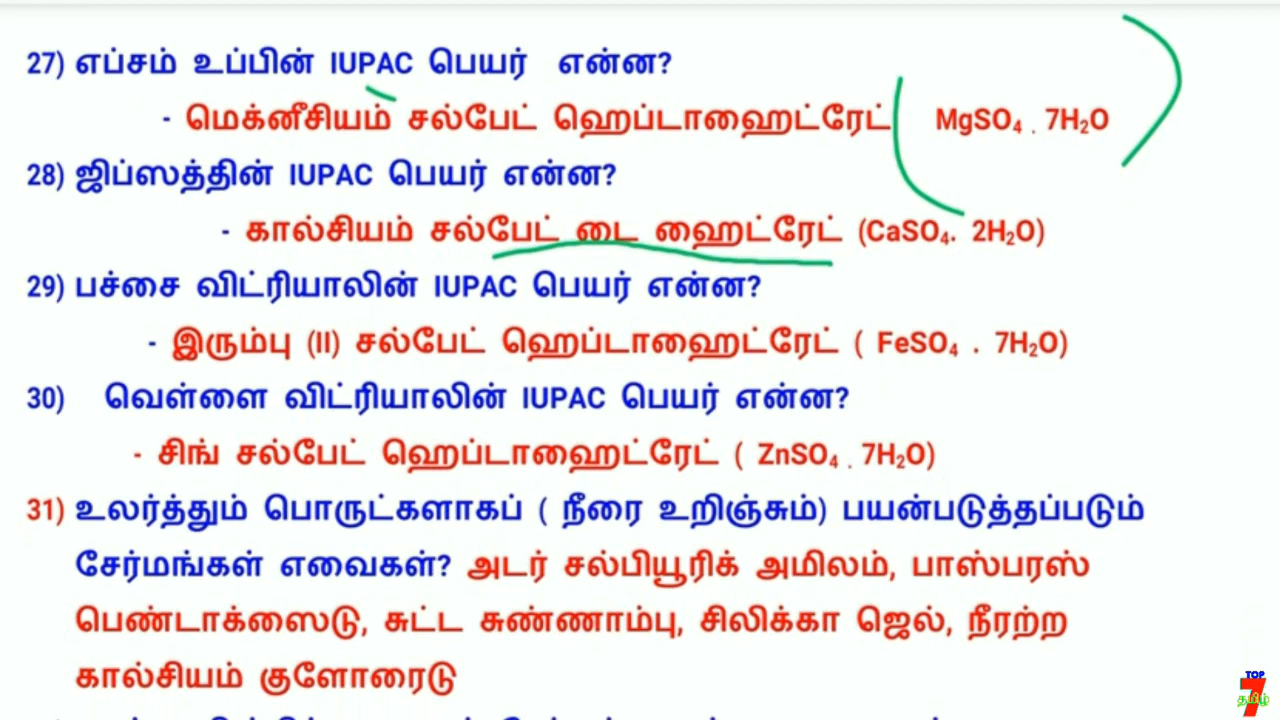 27) எப்சம் உப்பின் IUPAC பெயர் என்ன?
- மெக்னீசியம் சல்பேட் ஹெப்டாஹைட்ரேட் MgSO₄ . 7H₂O
28) ஜிப்ஸத்தின் IUPAC பெயர் என்ன?
- கால்சியம் சல்பேட் டை ஹைட்ரேட் (CaSO₄. 2H₂O)
29) பச்சை விட்ரியாலின் IUPAC பெயர் என்ன?
- இரும்பு (II) சல்பேட் ஹெப்டாஹைட்ரேட் ( FeSO₄ . 7H₂O)
30) வெள்ளை விட்ரியாலின் IUPAC பெயர் என்ன?
- சிங் சல்பேட் ஹெப்டாஹைட்ரேட் ( ZnSO₄ . 7H₂O)
31) உலர்த்தும் பொருட்களாகப் ( நீரை உறிஞ்சும்) பயன்படுத்தப்படும்
சேர்மங்கள் எவைகள்? அடர் சல்பியூரிக் அமிலம், பாஸ்பரஸ்
பெண்டாக்ஸைடு, சுட்ட சுண்ணாம்பு, சிலிக்கா ஜெல், நீரற்ற
கால்சியம் குளோரைடு
TOP
7
தமிழ்